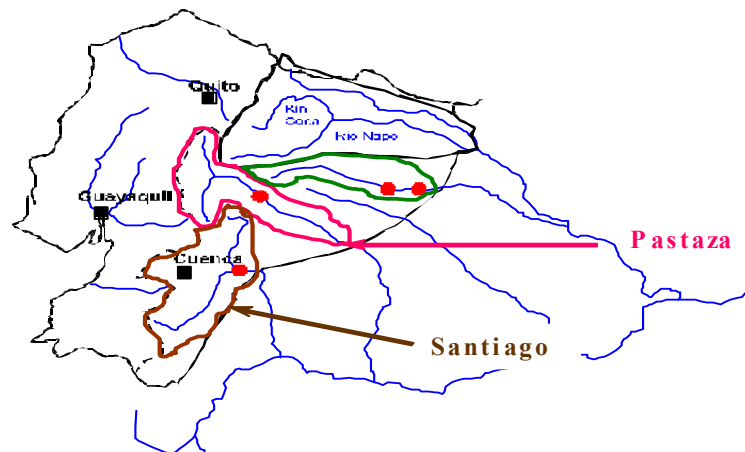 Quito
Rio
Coca
Rio Napo
Guayaquil
Pastaza
Cuenca
Santiago